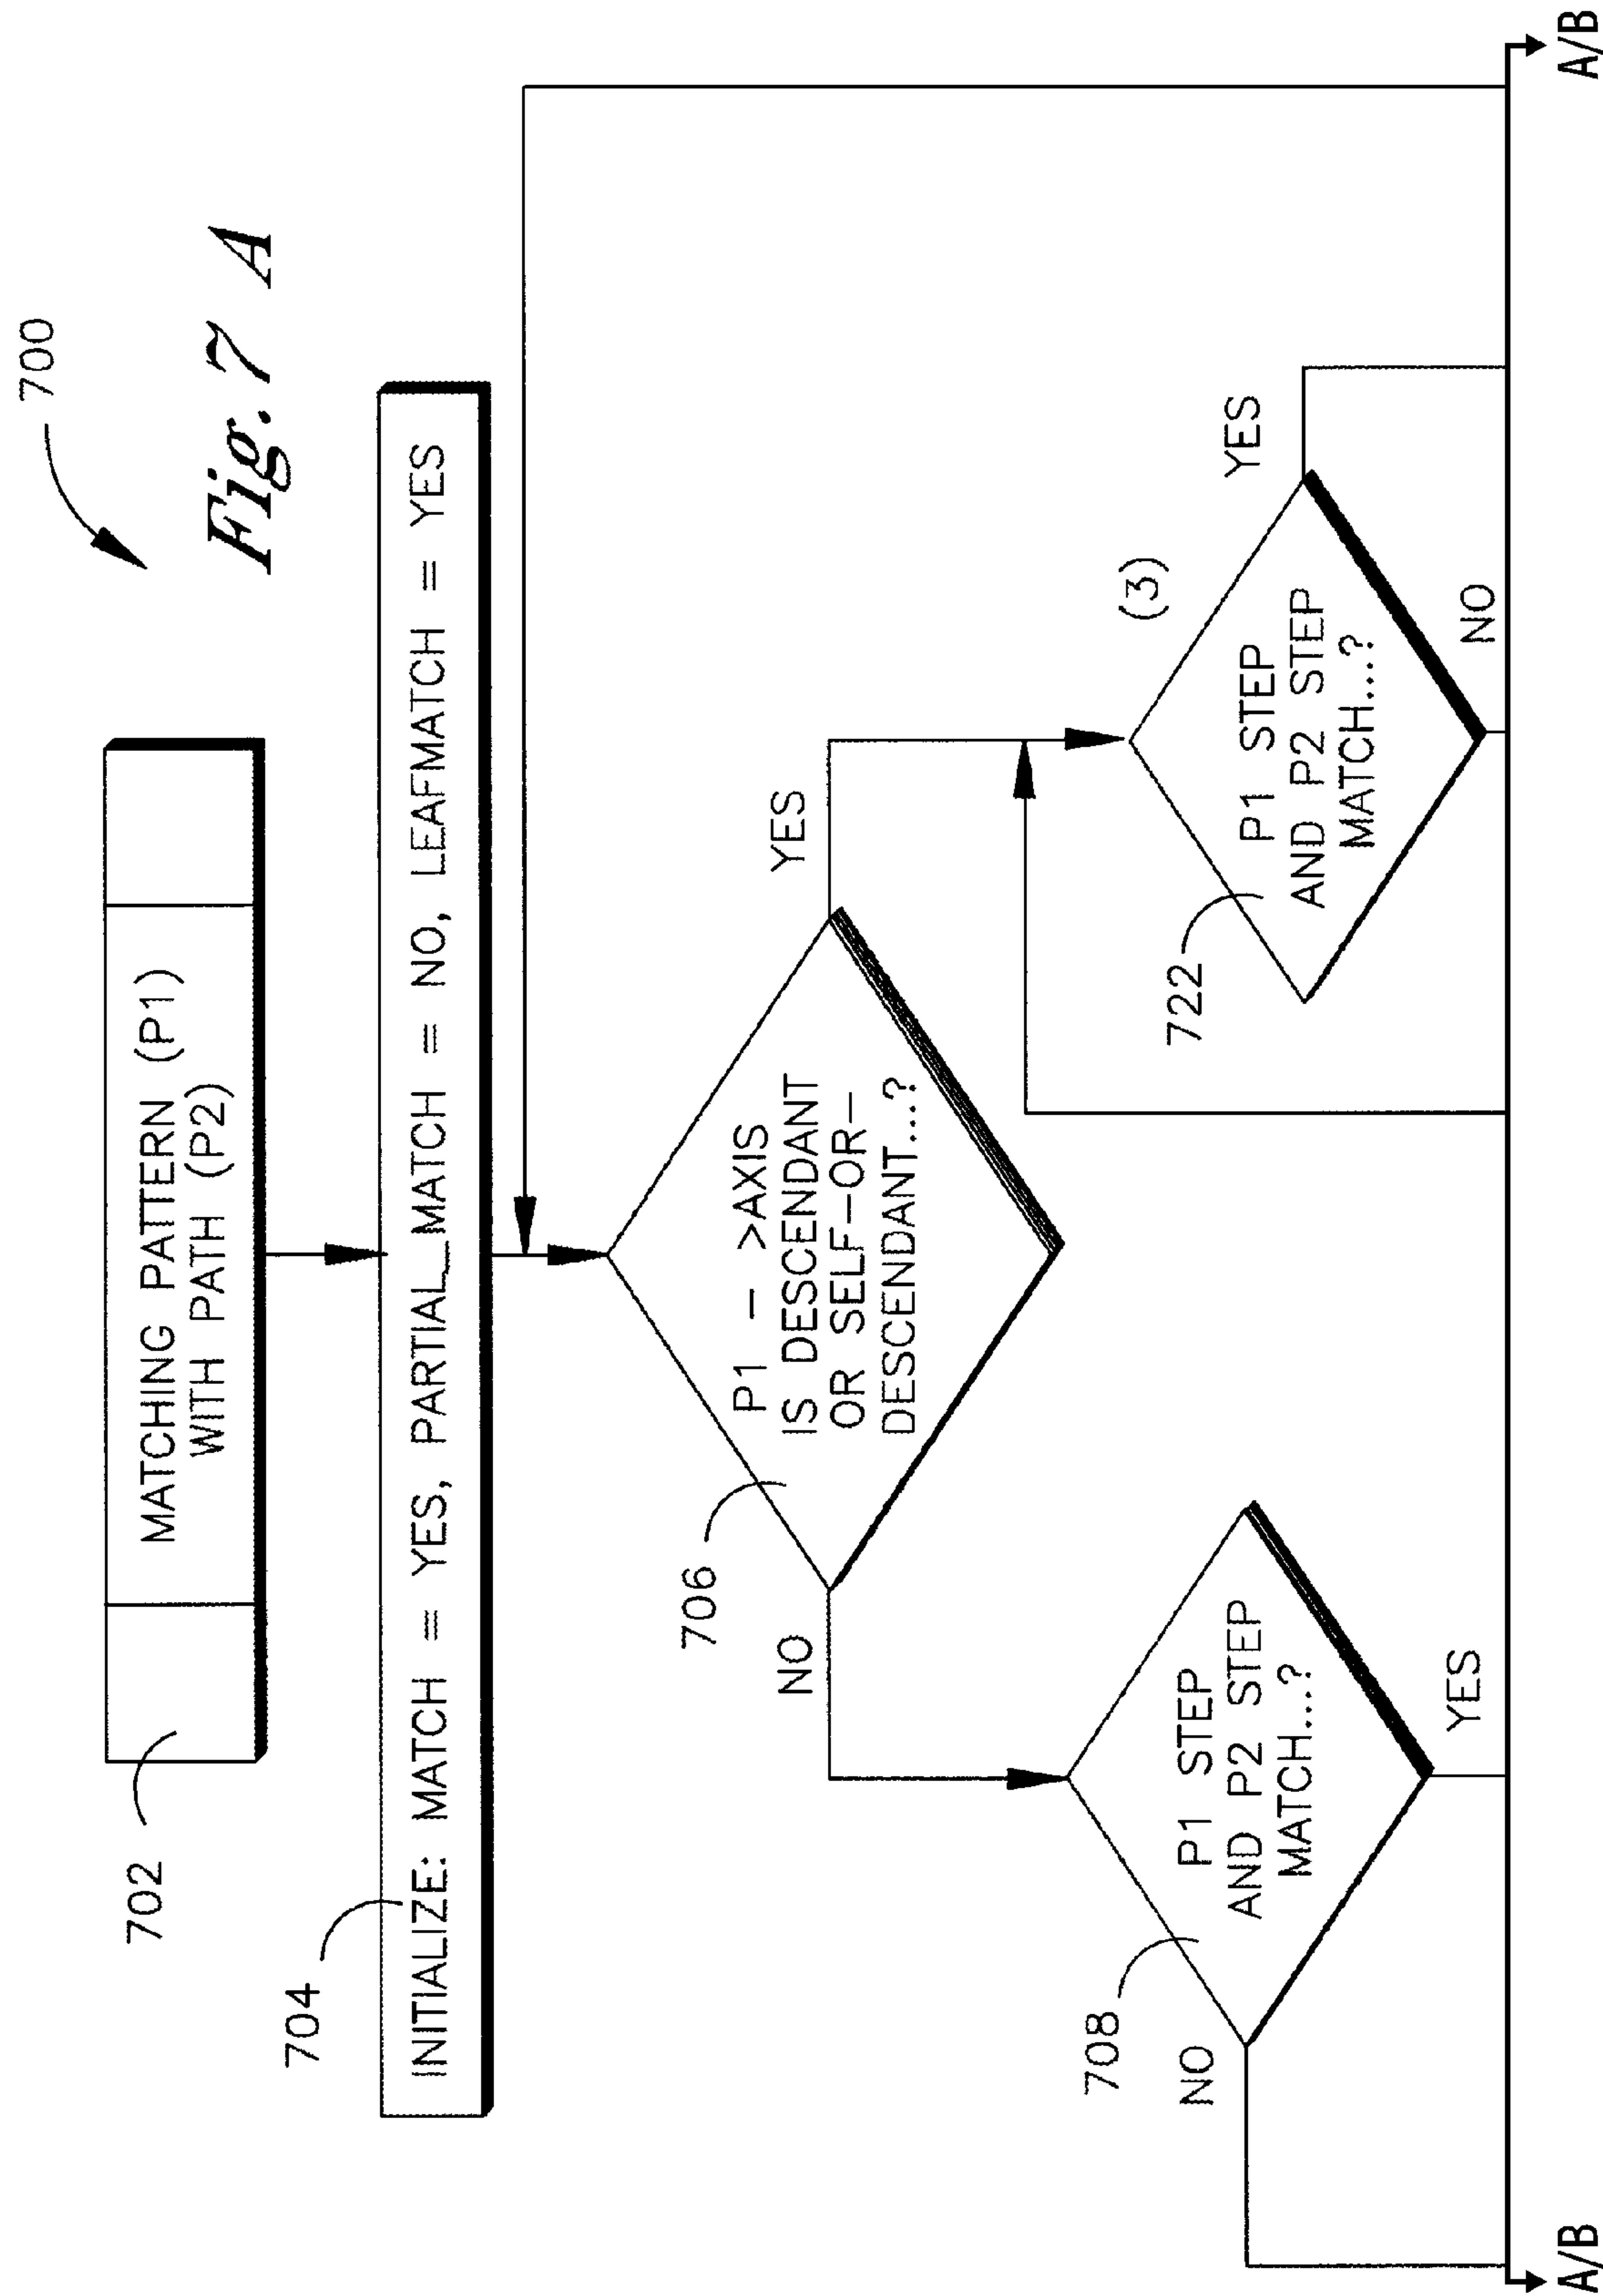 700
Fig. 7 A
702
MATCHING PATTERN (P1)
WITH PATH (P2)
704
INITIALIZE: MATCH = YES, PARTIAL_MATCH = NO, LEAFMATCH = YES
706
P1 - >AXIS
IS DESCENDANT
OR SELF-OR-
DESCENDANT...?
NO
YES
708
P1 STEP
AND P2 STEP
MATCH...?
NO
YES
722
(3)
P1 STEP
AND P2 STEP
MATCH...?
YES
NO
A/B
A/B